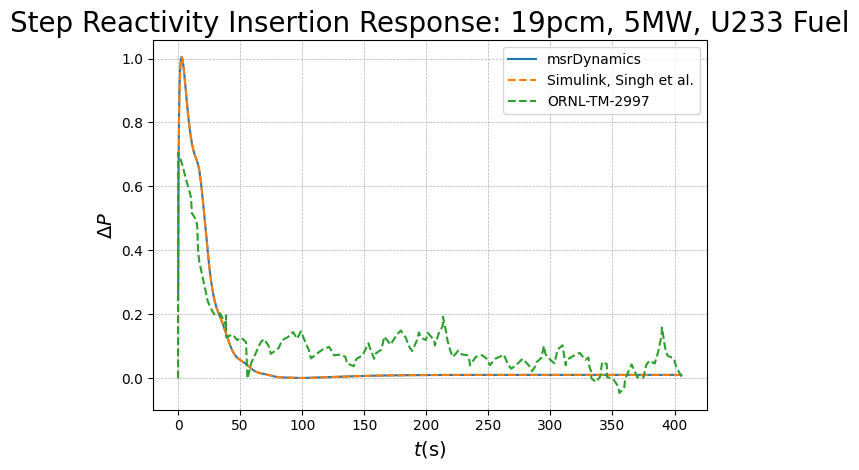 Step Reactivity Insertion Response: 19pcm, 5MW, U233 Fuel
msrDynamics
Simulink, Singh et al.
ORNL-TM-2997
ΔP
1.0
0.8
0.6
0.4
0.2
0.0
0 50 100 150 200 250 300 350 400
t(s)